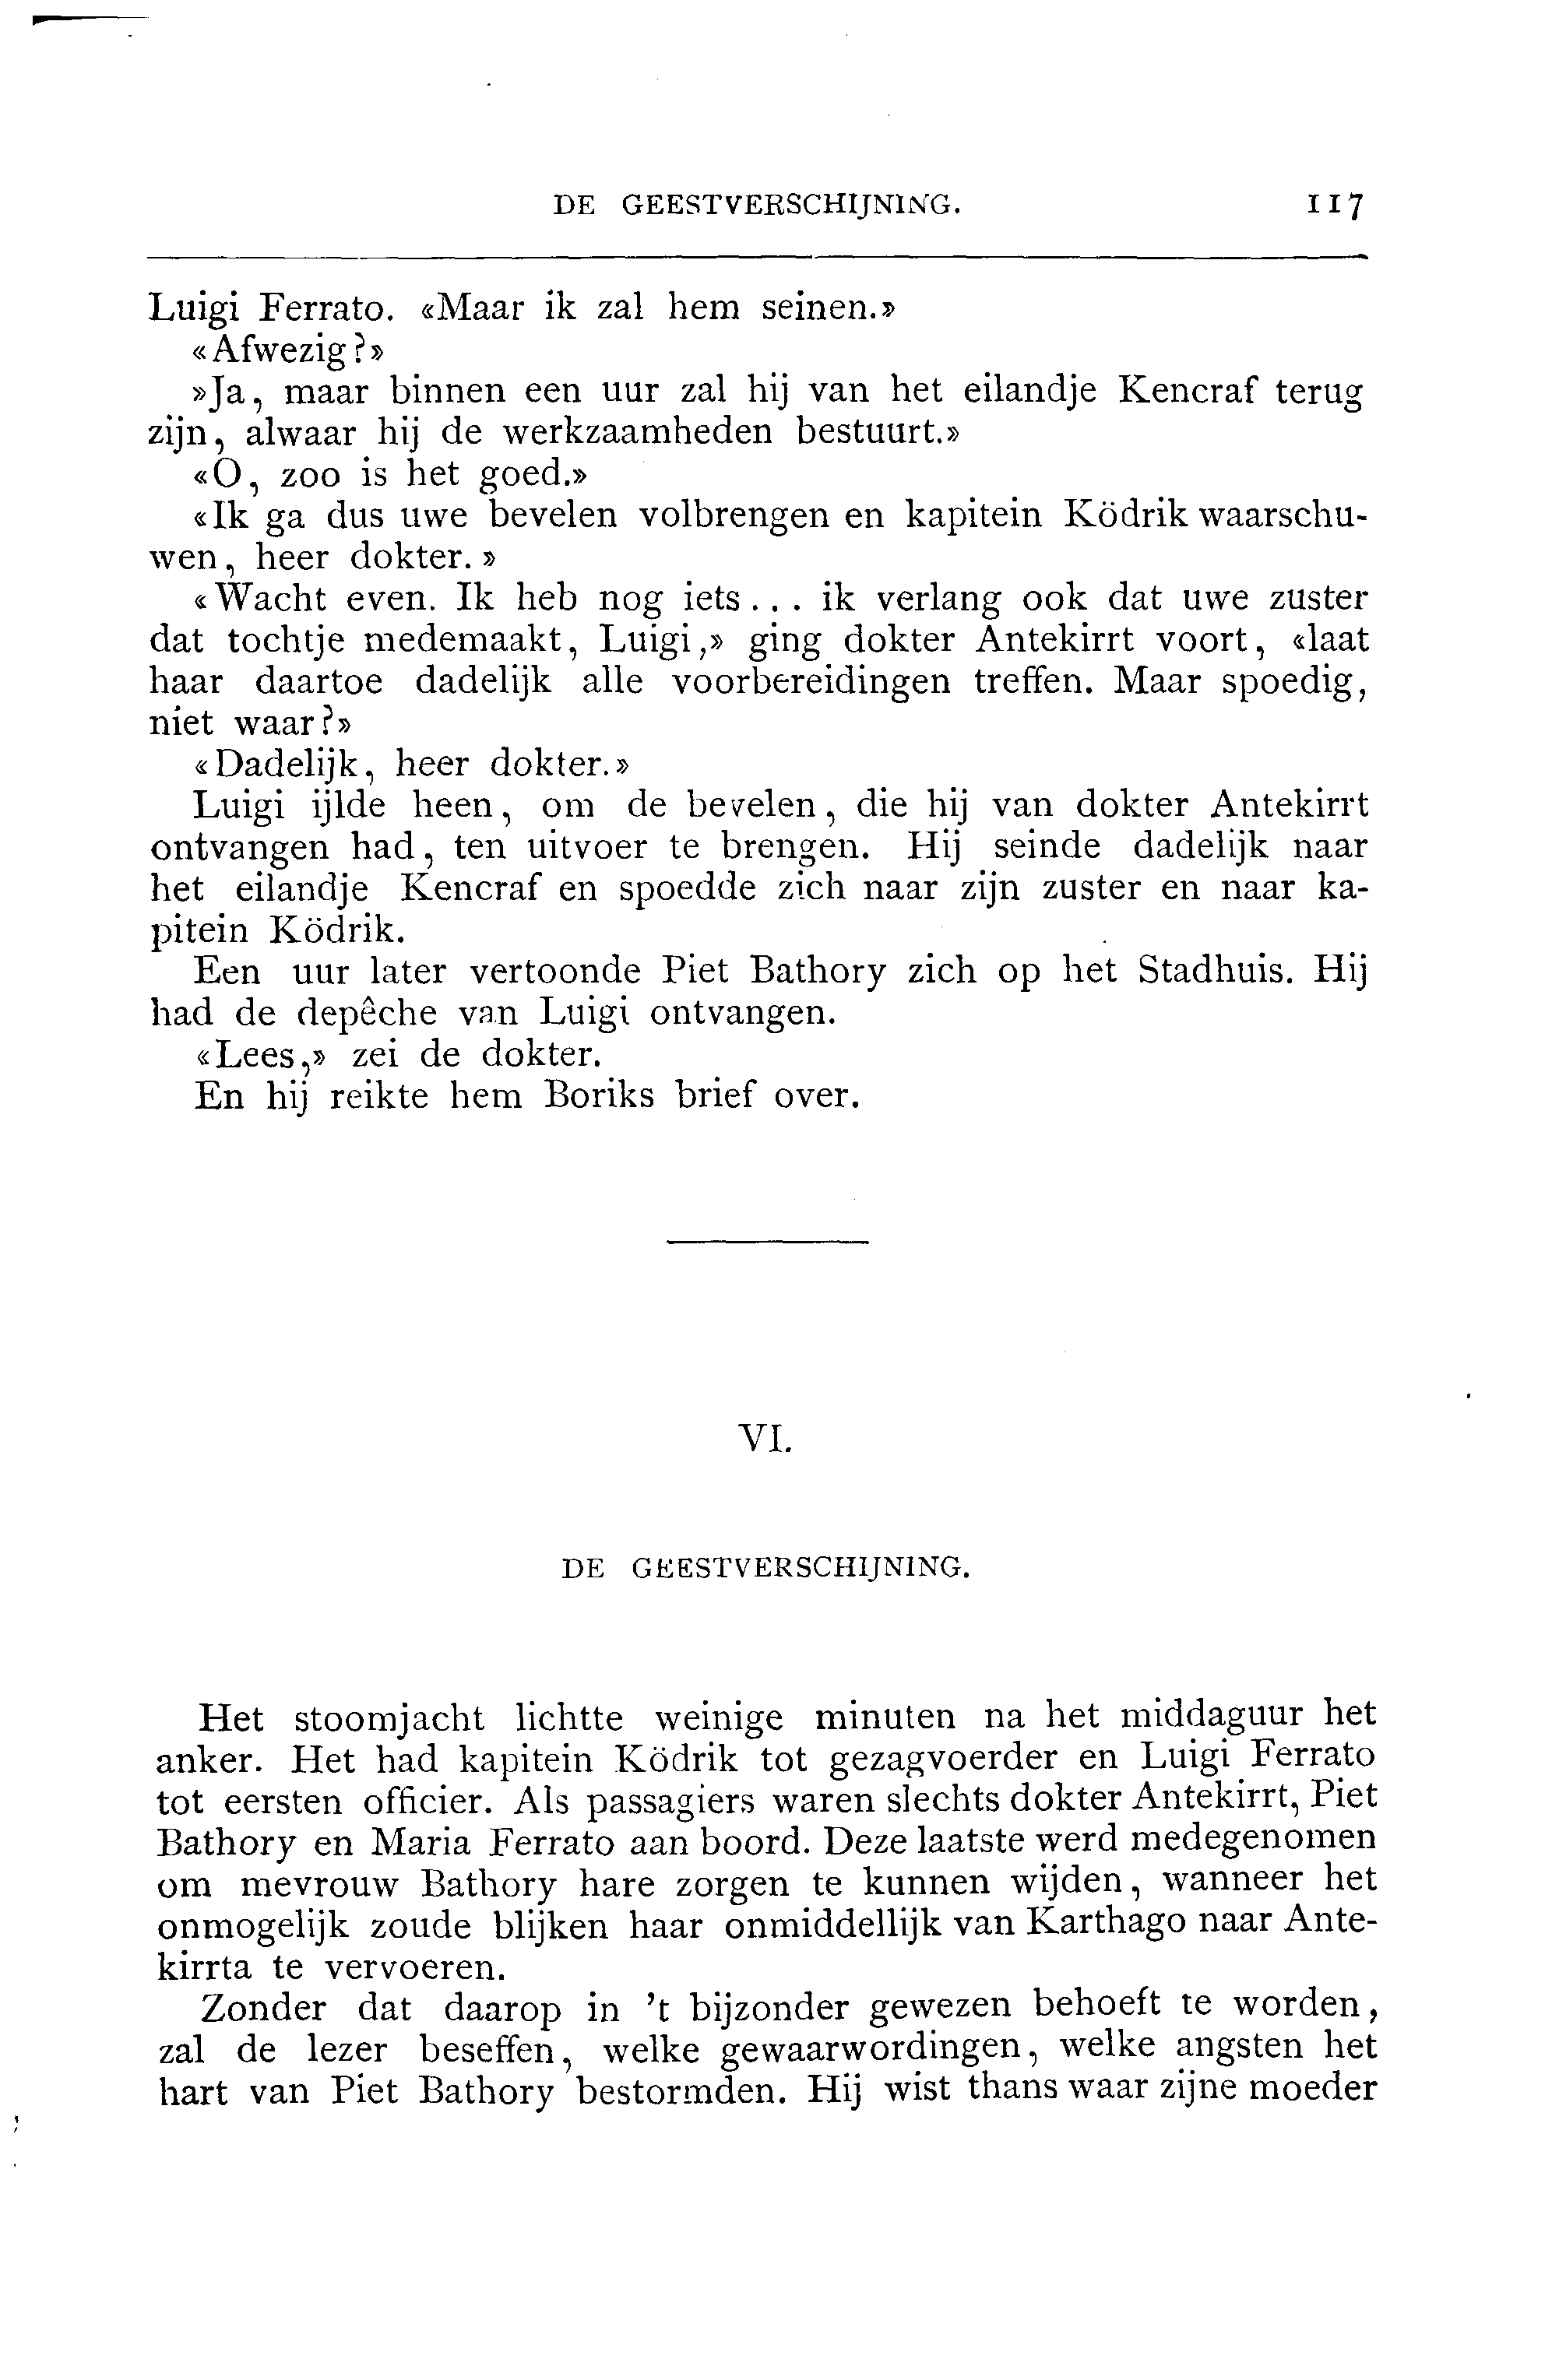 DE GEESTVERSCHIJNING. 117
Luigi Ferrato. «Maar ik zal hem seinen.»
«Afwezig?»
»Ja, maar binnen een uur zal hij van het eilandje Kencraf terug
zijn, alwaar hij de werkzaamheden bestuurt.»
«O, zoo is het goed.»
«Ik ga dus uwe bevelen volbrengen en kapitein Ködrik waarschu-
wen, heer dokter.»
«Wacht even. Ik heb nog iets... ik verlang ook dat uwe zuster
dat tochtje medemaakt, Luigi,» ging dokter Antekirrt voort, «laat
haar daartoe dadelijk alle voorbereidingen treffen. Maar spoedig,
niet waar?»
«Dadelijk, heer dokter.»
Luigi ijlde heen, om de bevelen, die hij van dokter Antekirrt
ontvangen had, ten uitvoer te brengen. Hij seinde dadelijk naar
het eilandje Kencraf en spoedde zich naar zijn zuster en naar ka-
pitein Ködrik.
Een uur later vertoonde Piet Bathory zich op het Stadhuis. Hij
had de depêche van Luigi ontvangen.
«Lees,» zei de dokter.
En hij reikte hem Boriks brief over.
VI.
DE GEESTVERSCHIJNING.
Het stoomjacht lichtte weinige minuten na het middaguur het
anker. Het had kapitein Ködrik tot gezagvoerder en Luigi Ferrato
tot eersten officier. Als passagiers waren slechts dokter Antekirrt, Piet
Bathory en Maria Ferrato aan boord. Deze laatste werd medegenomen
om mevrouw Bathory hare zorgen te kunnen wijden, wanneer het
onmogelijk zoude blijken haar onmiddellijk van Karthago naar Ante-
kirrta te vervoeren.
Zonder dat daarop in 't bijzonder gewezen behoeft te worden,
zal de lezer beseffen, welke gewaarwordingen, welke angsten het
hart van Piet Bathory bestormden. Hij wist thans waar zijne moeder